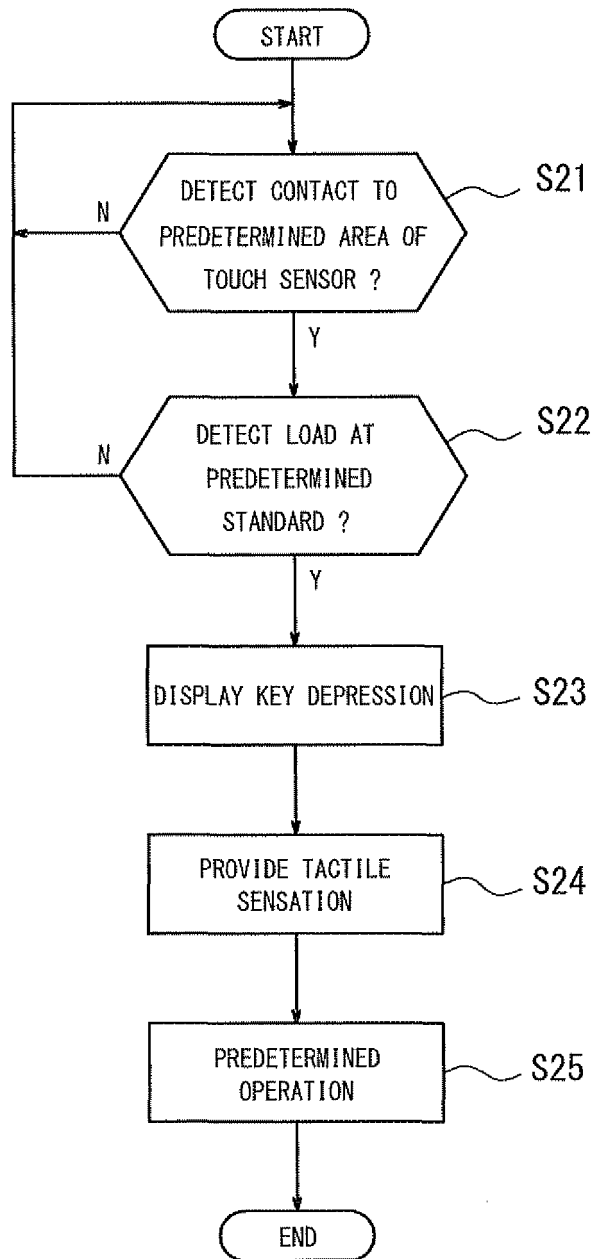 START
DETECT CONTACT TO
PREDETERMINED AREA OF
TOUCH SENSOR ?
S21
N
Y
DETECT LOAD AT
PREDETERMINED
STANDARD ?
S22
N
Y
DISPLAY KEY DEPRESSION
S23
PROVIDE TACTILE
SENSATION
S24
PREDETERMINED
OPERATION
S25
END